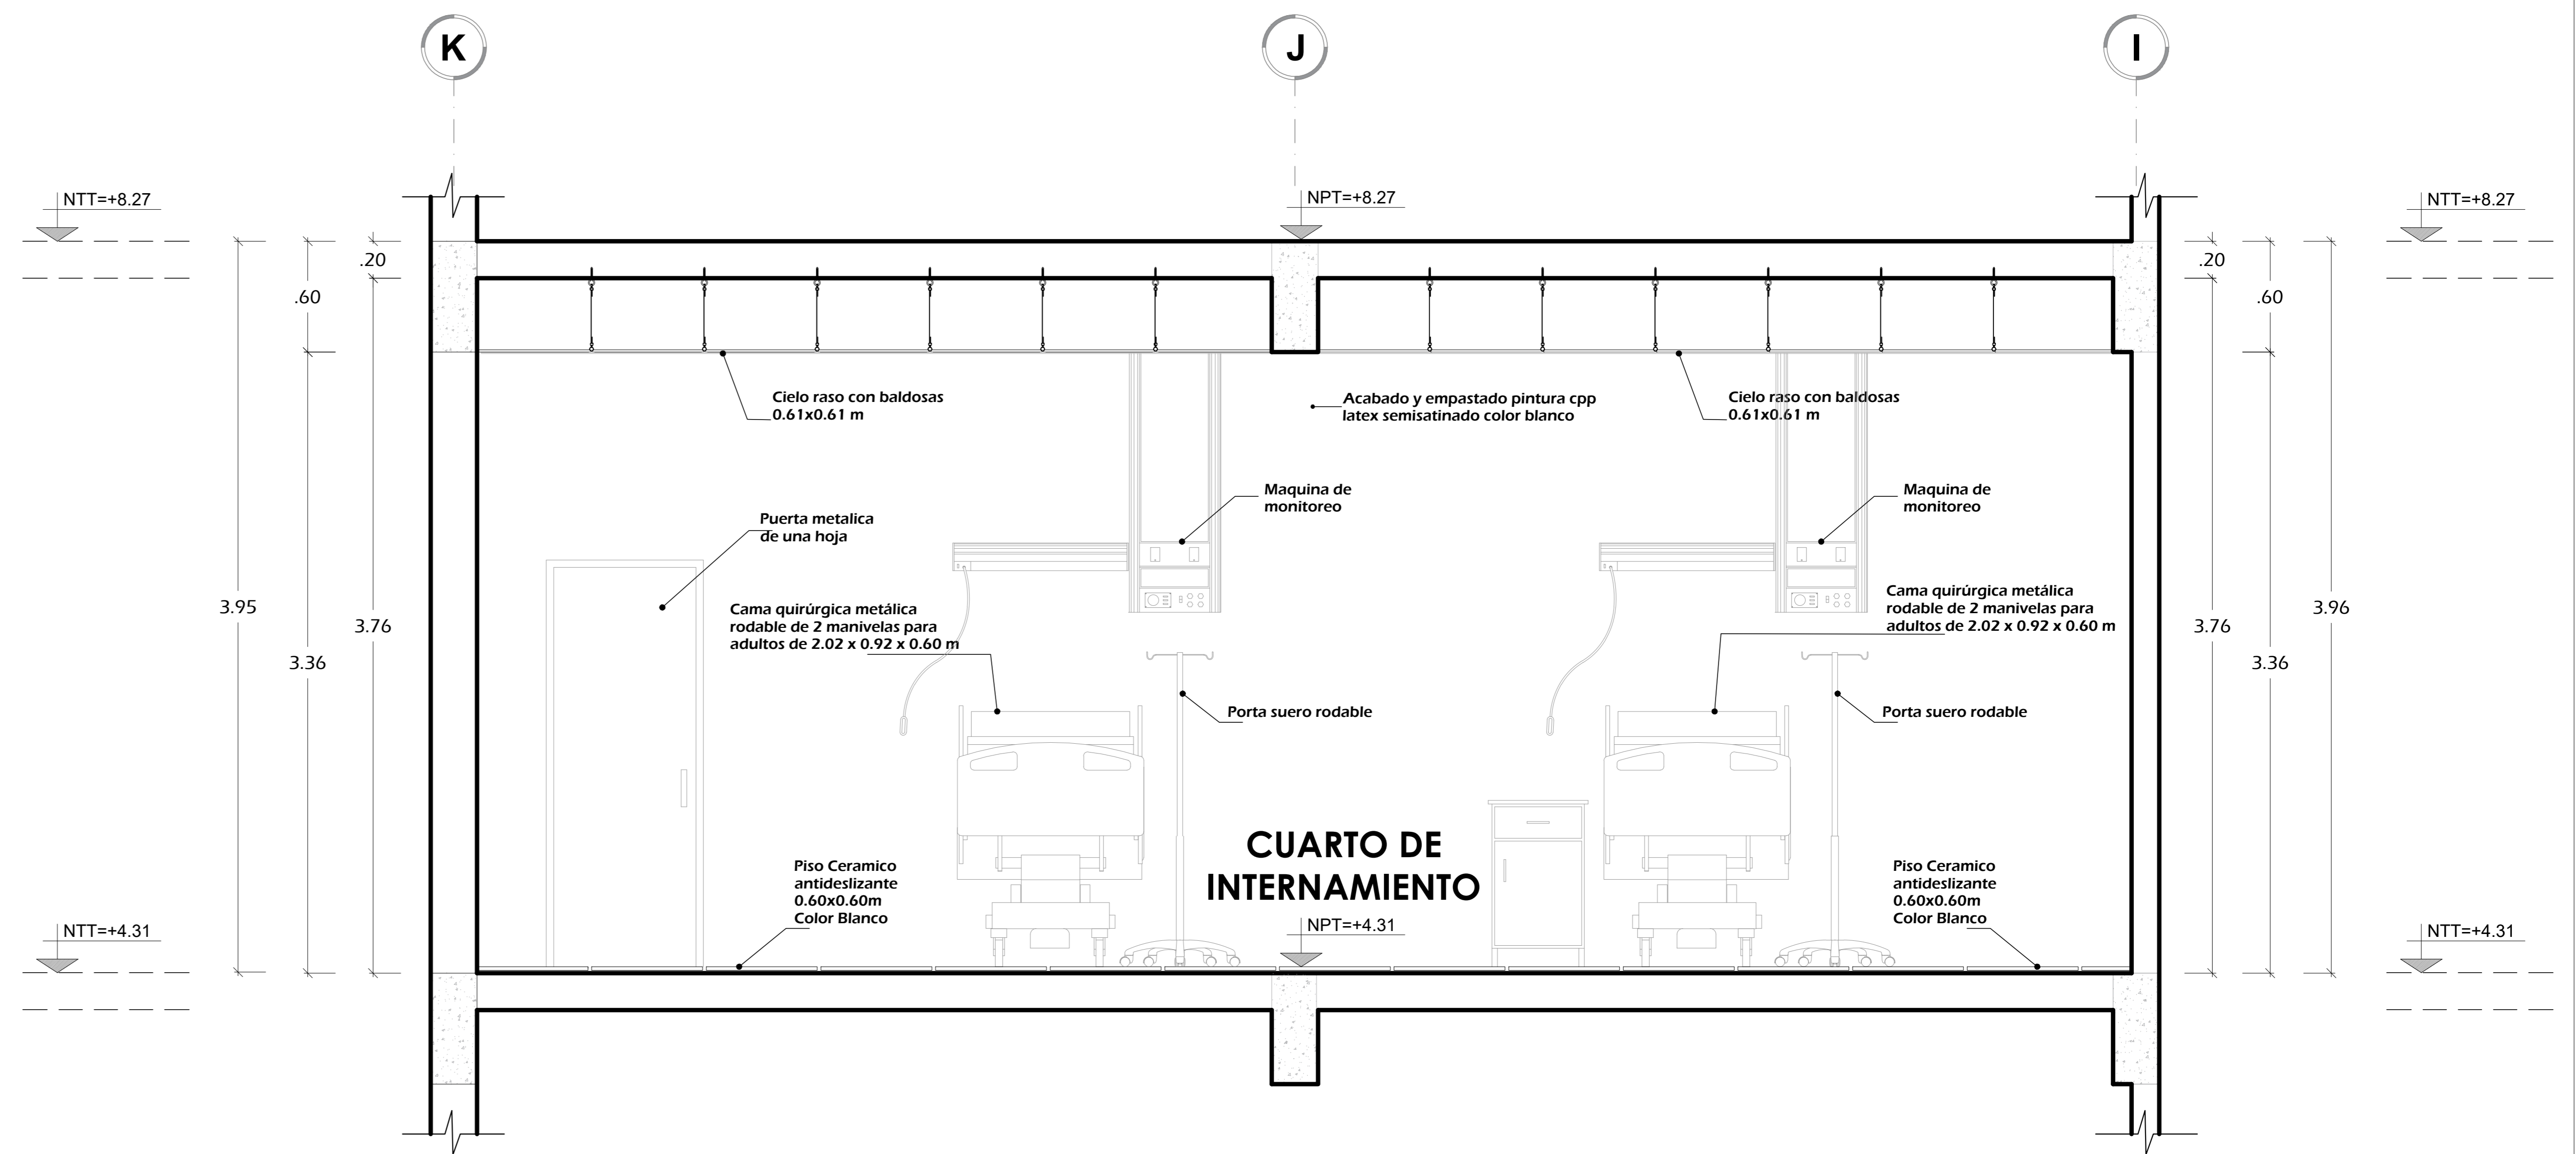 K
J
I
NTT=+8.27
NPT=+8.27
NTT=+8.27
.20
.60
.20
.60
Cielo raso con baldosas
0.61x0.61 m
Acabado y empastado pintura cpp
latex semisatinado color blanco
Cielo raso con baldosas
0.61x0.61 m
Maquina de
monitoreo
Maquina de
monitoreo
Puerta metalica
de una hoja
Cama quirúrgica metálica
rodable de 2 manivelas para
adultos de 2.02 x 0.92 x 0.60 m
Cama quirúrgica metálica
rodable de 2 manivelas para
adultos de 2.02 x 0.92 x 0.60 m
3.95
3.36
3.76
3.76
3.36
3.96
Porta suero rodable
Porta suero rodable
CUARTO DE
INTERNAMIENTO
Piso Ceramico
antideslizante
0.60x0.60m
Color Blanco
Piso Ceramico
antideslizante
0.60x0.60m
Color Blanco
NTT=+4.31
NPT=+4.31
NTT=+4.31